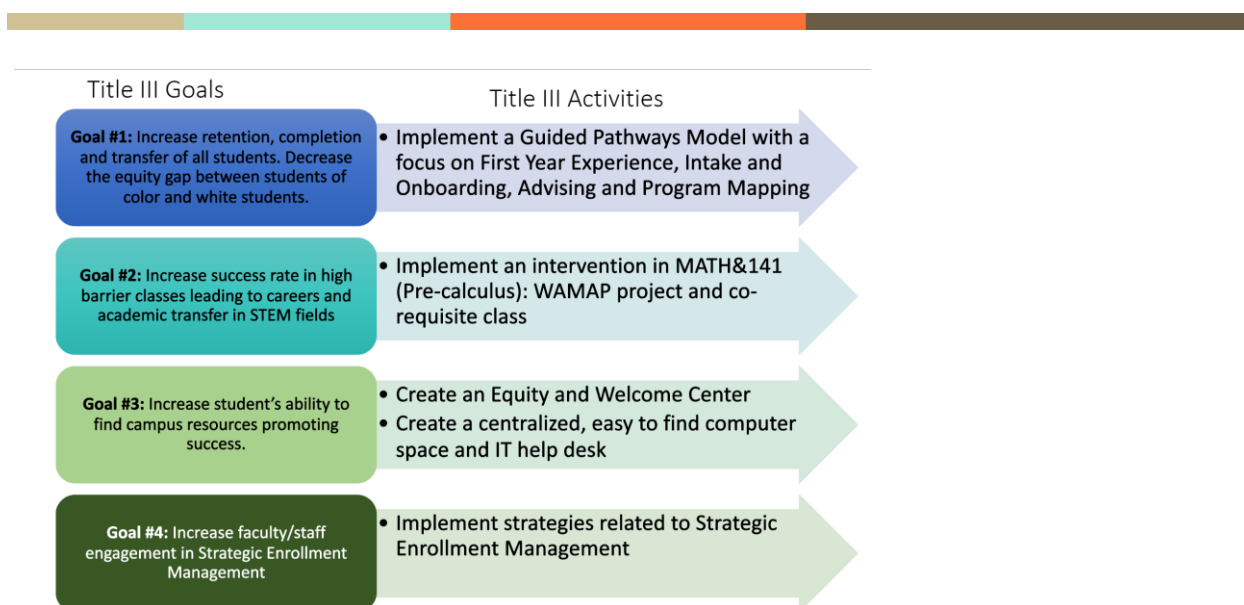 Title III Goals
Title III Activities
Goal #1: Increase retention, completion
and transfer of all students. Decrease
the equity gap between students of
color and white students.
• Implement a Guided Pathways Model with a
focus on First Year Experience, Intake and
Onboarding, Advising and Program Mapping
Goal #2: Increase success rate in high
barrier classes leading to careers and
academic transfer in STEM fields
• Implement an intervention in MATH&141
(Pre-calculus): WAMAP project and co-
requisite class
Goal #3: Increase student’s ability to
find campus resources promoting
success.
• Create an Equity and Welcome Center
• Create a centralized, easy to find computer
space and IT help desk
Goal #4: Increase faculty/staff
engagement in Strategic Enrollment
Management
• Implement strategies related to Strategic
Enrollment Management